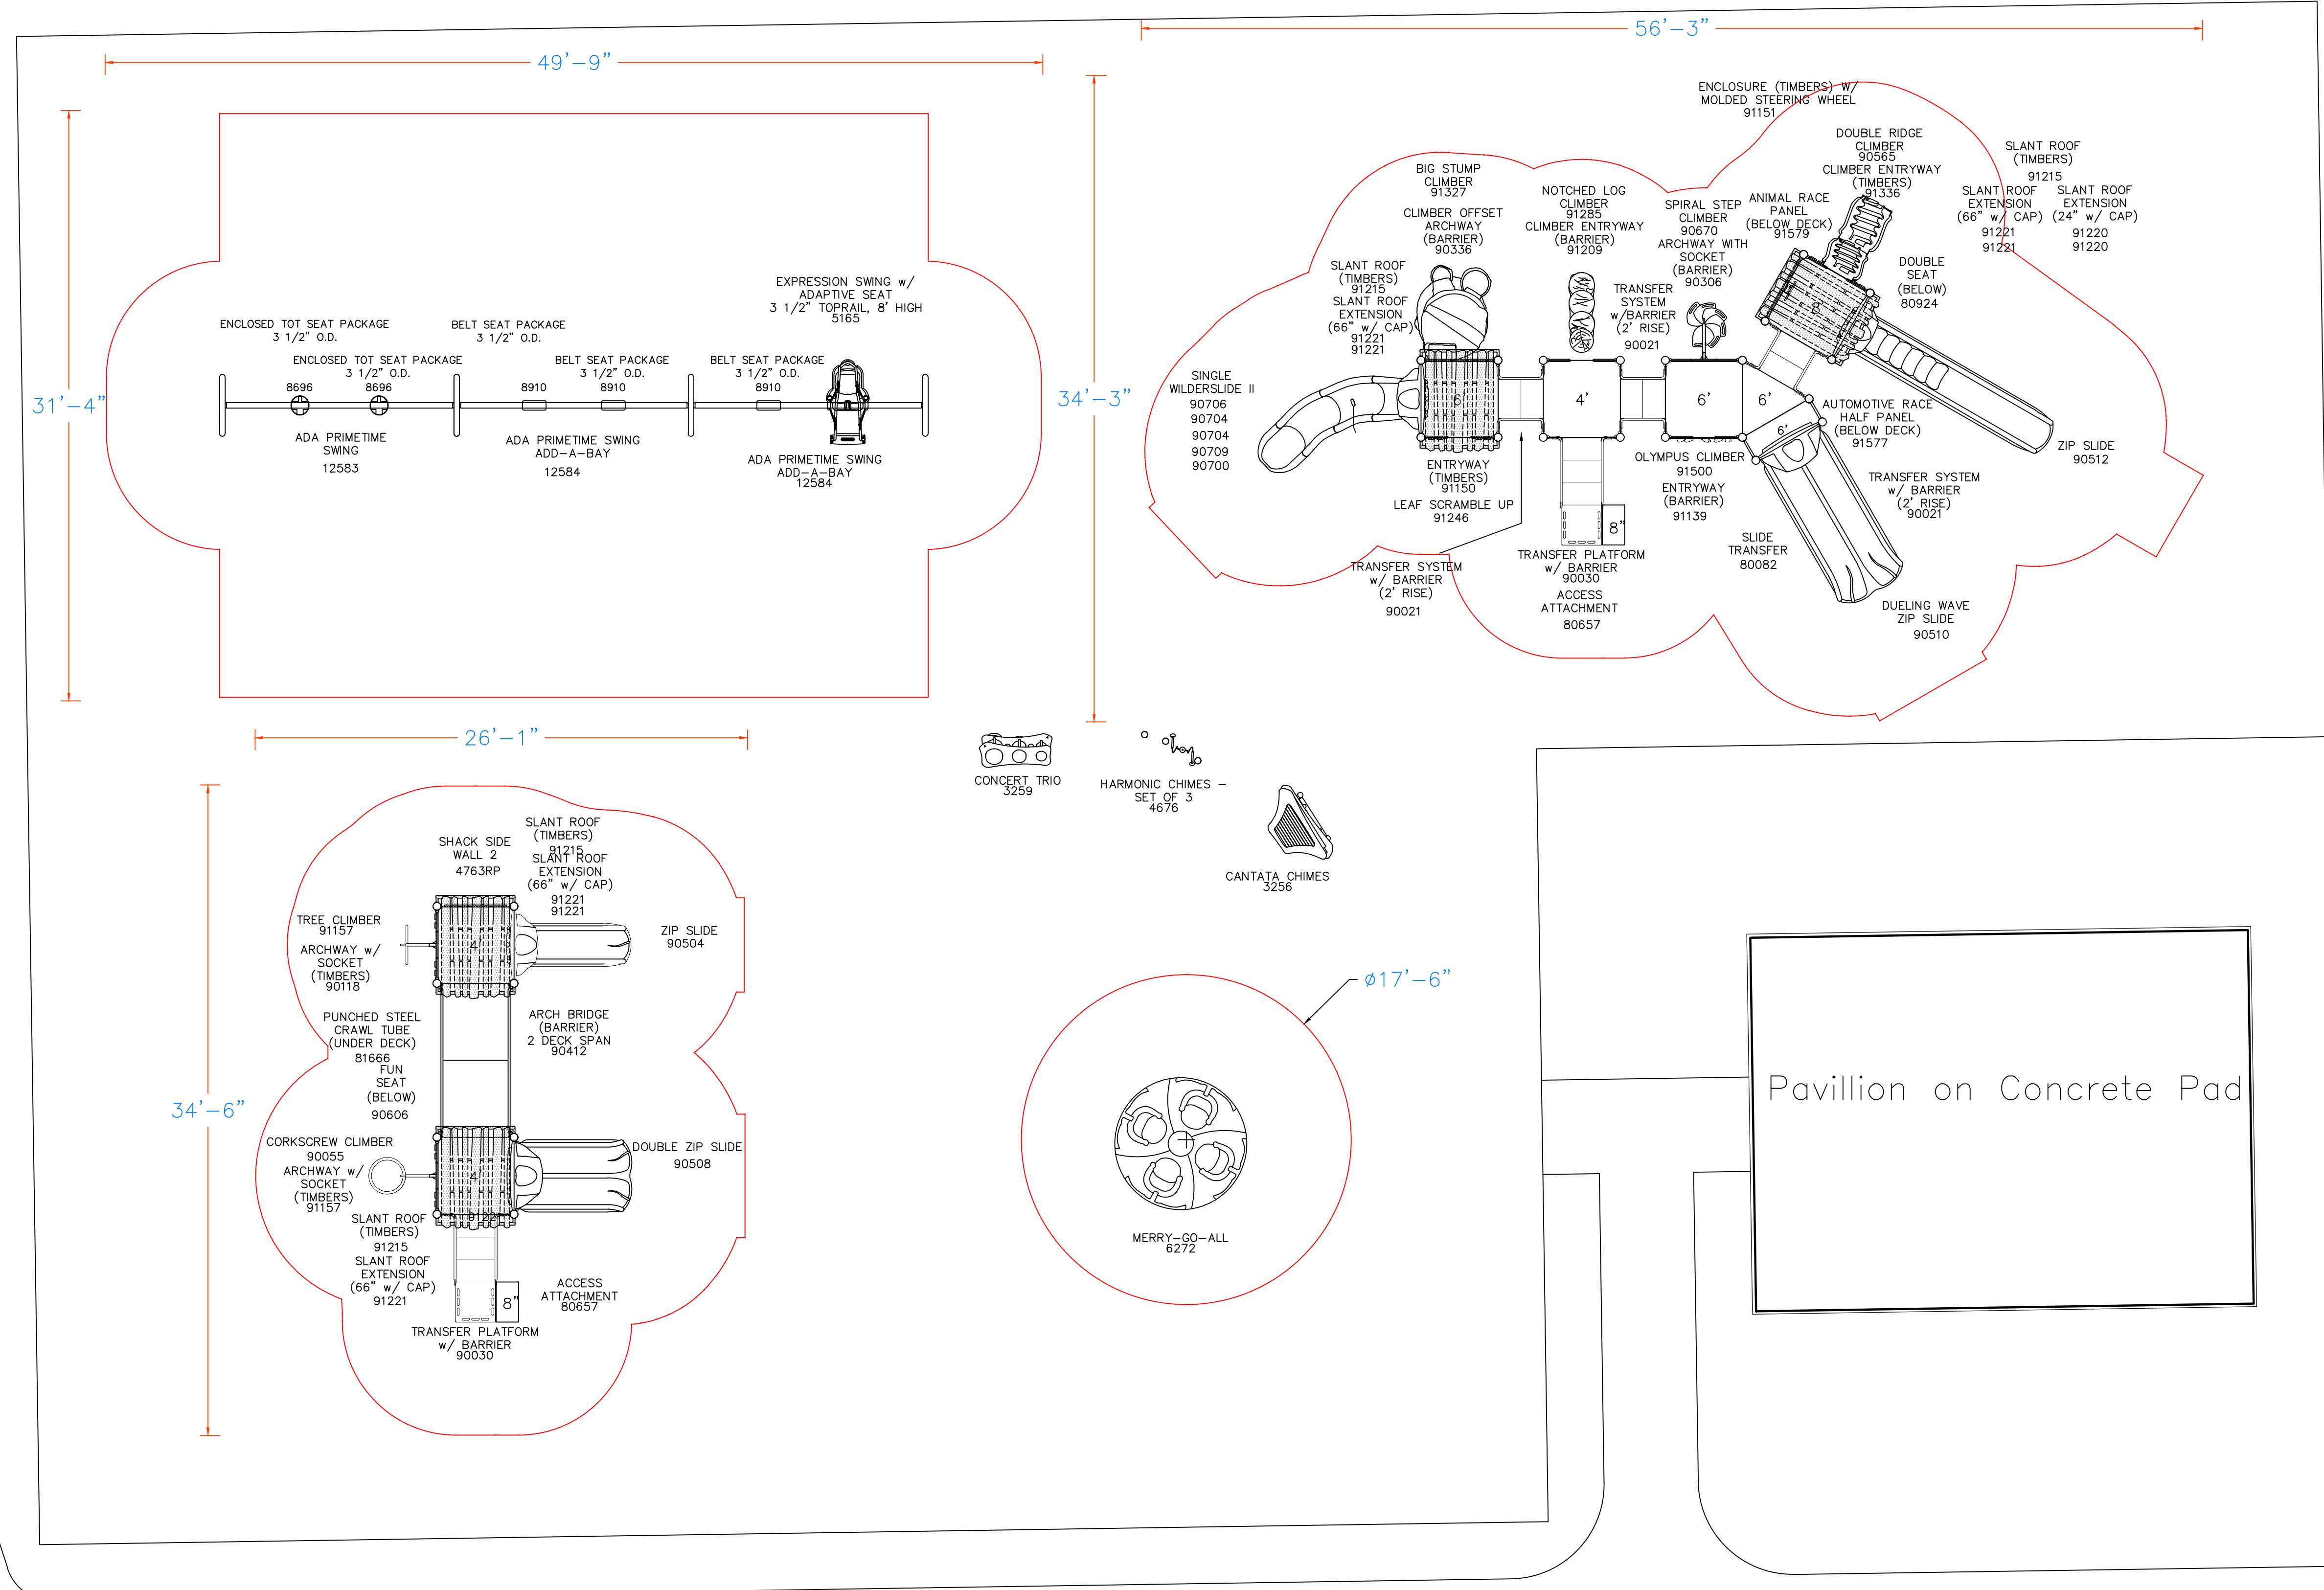 49'-9"
56'-3"
31'-4"
34'-3"
EXPRESSION SWING w/
ADAPTIVE SEAT
3 1/2" TOPRAIL, 8' HIGH
5165
ENCLOSED TOT SEAT PACKAGE
3 1/2" O.D.
BELT SEAT PACKAGE
3 1/2" O.D.
ENCLOSED TOT SEAT PACKAGE
3 1/2" O.D.
BELT SEAT PACKAGE
3 1/2" O.D.
BELT SEAT PACKAGE
3 1/2" O.D.
8696
8696
8910
8910
8910
ADA PRIMETIME
SWING
12583
ADA PRIMETIME SWING
ADD-A-BAY
12584
ADA PRIMETIME SWING
ADD-A-BAY
12584
ENCLOSURE (TIMBERS) W/
MOLDED STEERING WHEEL
91151
DOUBLE RIDGE
CLIMBER
90565
CLIMBER ENTRYWAY
(TIMBERS)
91336
SLANT ROOF
(TIMBERS)
91215
SLANT ROOF
EXTENSION
(66" w/ CAP)
91221
91221
SLANT ROOF
EXTENSION
(24" w/ CAP)
91220
91220
BIG STUMP
CLIMBER
91327
CLIMBER OFFSET
ARCHWAY
(BARRIER)
90336
NOTCHED LOG
CLIMBER
91285
CLIMBER ENTRYWAY
(BARRIER)
91209
SPIRAL STEP
CLIMBER
90670
ARCHWAY WITH
SOCKET
(BARRIER)
90306
ANIMAL RACE
PANEL
(BELOW DECK)
91579
DOUBLE
SEAT
(BELOW)
80924
SLANT ROOF
(TIMBERS)
91215
SLANT ROOF
EXTENSION
(66" w/ CAP)
91221
91221
TRANSFER
SYSTEM
w/BARRIER
(2' RISE)
90021
SINGLE
WILDERSLIDE II
90706
90704
90704
90709
90700
6'
4'
6'
6'
6'
8'
AUTOMOTIVE RACE
HALF PANEL
(BELOW DECK)
91577
ZIP SLIDE
90512
ENTRYWAY
(TIMBERS)
91150
LEAF SCRAMBLE UP
91246
OLYMPUS CLIMBER
91500
ENTRYWAY
(BARRIER)
91139
TRANSFER SYSTEM
w/ BARRIER
(2' RISE)
90021
8"
SLIDE
TRANSFER
80082
TRANSFER SYSTEM
w/ BARRIER
(2' RISE)
90021
TRANSFER PLATFORM
w/ BARRIER
90030
ACCESS
ATTACHMENT
80657
DUELING WAVE
ZIP SLIDE
90510
26'-1"
34'-6"
CONCERT TRIO
3259
HARMONIC CHIMES -
SET OF 3
4676
CANTATA CHIMES
3256
SHACK SIDE
WALL 2
4763RP
SLANT ROOF
(TIMBERS)
91215
SLANT ROOF
EXTENSION
(66" w/ CAP)
91221
91221
TREE CLIMBER
91157
ARCHWAY w/
SOCKET
(TIMBERS)
90118
4'
ZIP SLIDE
90504
PUNCHED STEEL
CRAWL TUBE
(UNDER DECK)
81666
FUN
SEAT
(BELOW)
90606
ARCH BRIDGE
(BARRIER)
2 DECK SPAN
90412
CORKSCREW CLIMBER
90055
ARCHWAY w/
SOCKET
(TIMBERS)
91157
4'
91221
DOUBLE ZIP SLIDE
90508
SLANT ROOF
(TIMBERS)
91215
SLANT ROOF
EXTENSION
(66" w/ CAP)
91221
8"
ACCESS
ATTACHMENT
80657
TRANSFER PLATFORM
w/ BARRIER
90030
ø17'-6"
MERRY-GO-ALL
6272
Pavillion on Concrete Pad